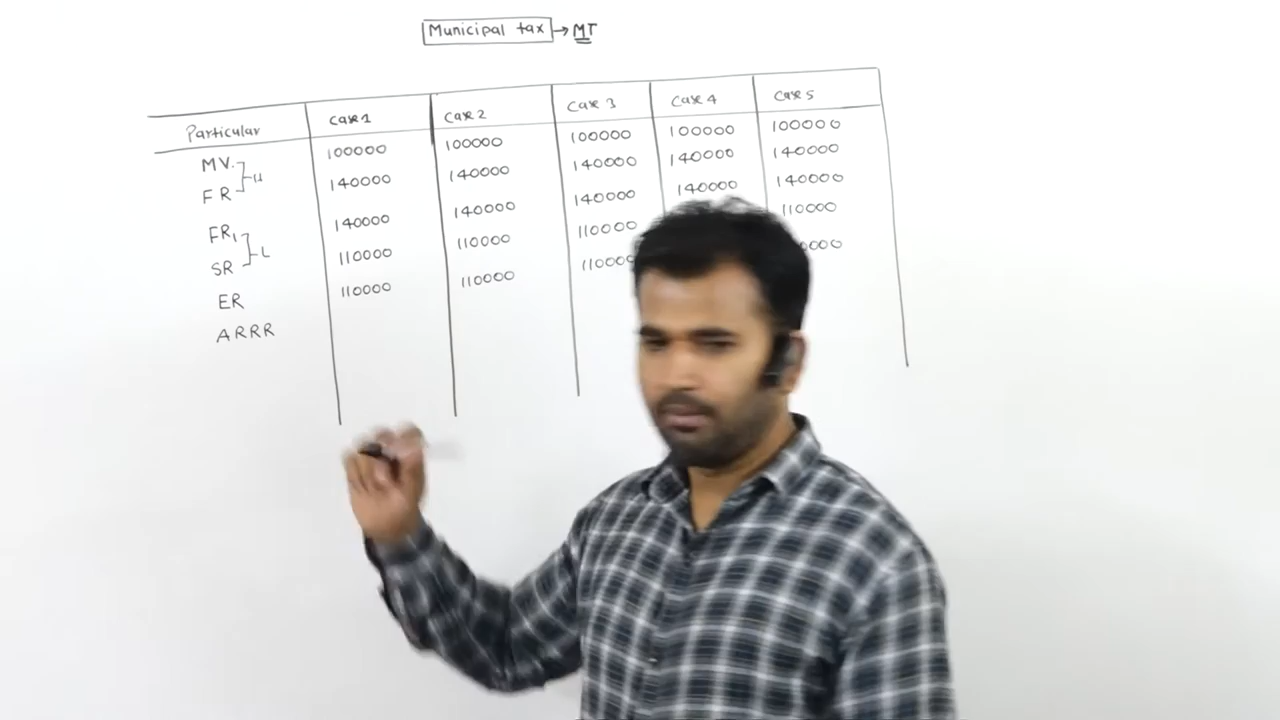 Municipal tax → MT
Particular Case 1 Case 2 Case 3 Case 4 Case 5
MV. 100000 100000 100000 100000 100000
FR H 140000 140000 140000 140000 140000
FR1 140000 140000 140000 140000 140000
SR L 110000 110000 110000 110000
ER 110000 110000
ARRR